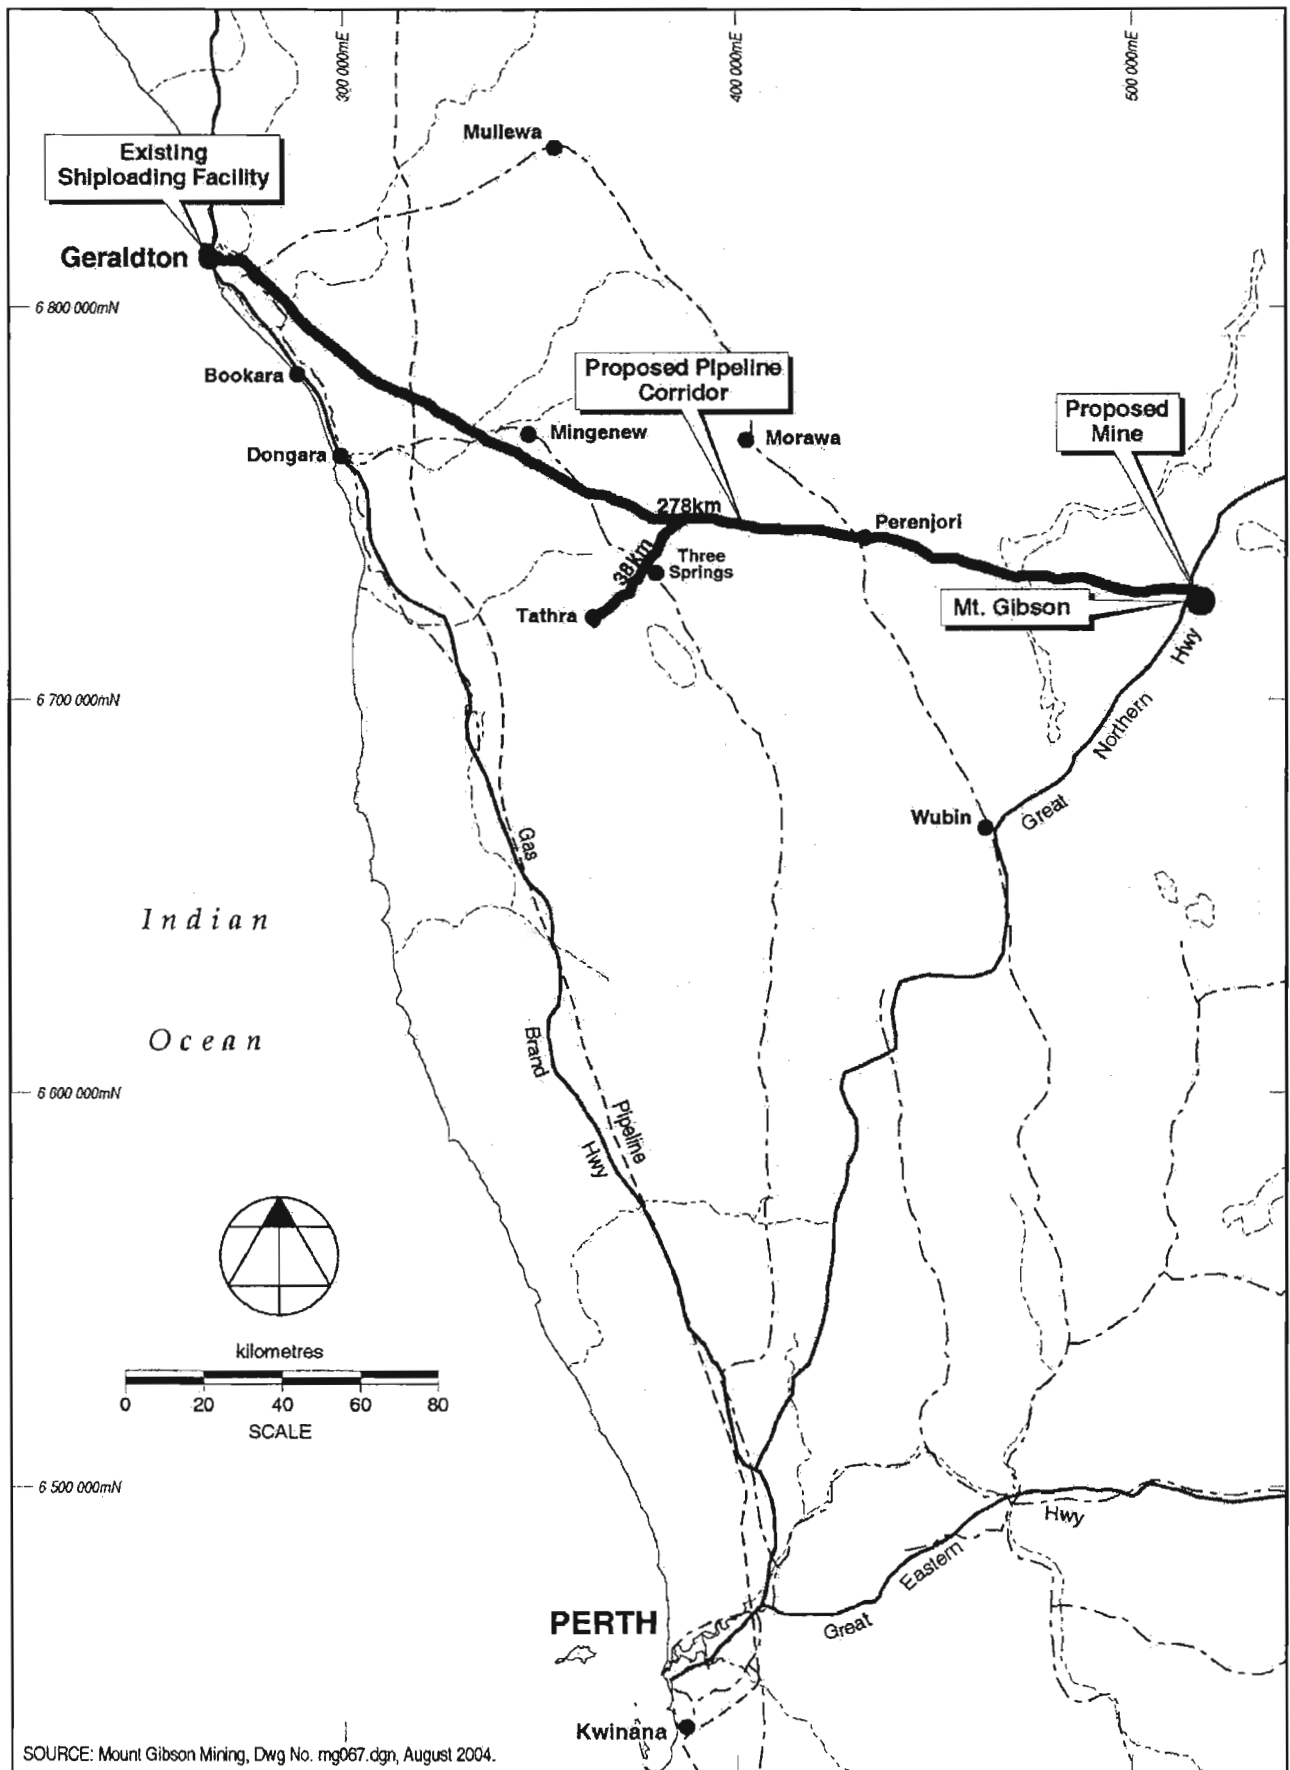 300 000mE
400 000mE
500 000mE
Mullewa
Existing
Shiploading Facility
Geraldton
6 800 000mN
Bookara
Proposed Pipeline
Corridor
Proposed
Mine
Mingenew
Morawa
Dongara
278km
Perenjori
38km
Three
Springs
Mt. Gibson
Tathra
Hwy
6 700 000mN
Northern
Wubin
Great
Gas
Indian
Ocean
Brand
6 600 000mN
Pipeline
Hwy
kilometres
0 20 40 60 80
SCALE
6 500 000mN
Hwy
Eastern
Great
PERTH
Kwinana
SOURCE: Mount Gibson Mining, Dwg No. mg067.dgn, August 2004.